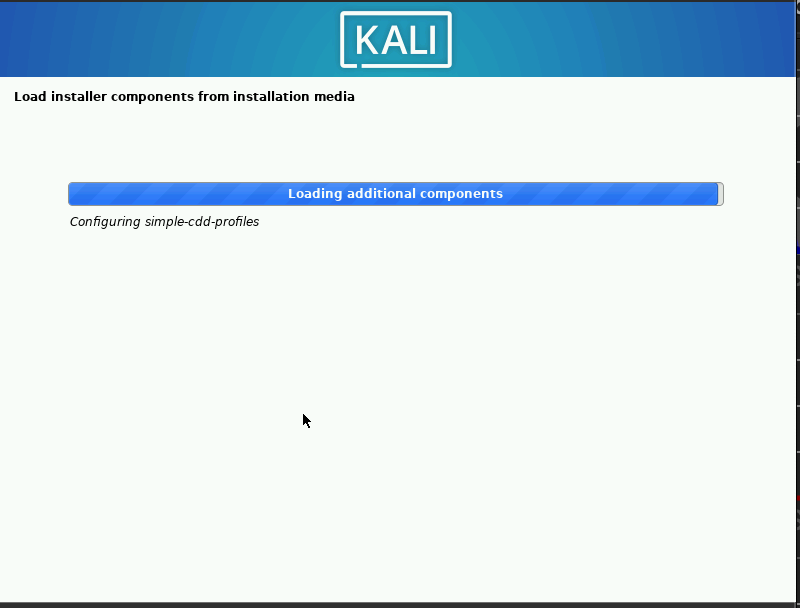 KALI
Load installer components from installation media
Loading additional components
Configuring simple-cdd-profiles